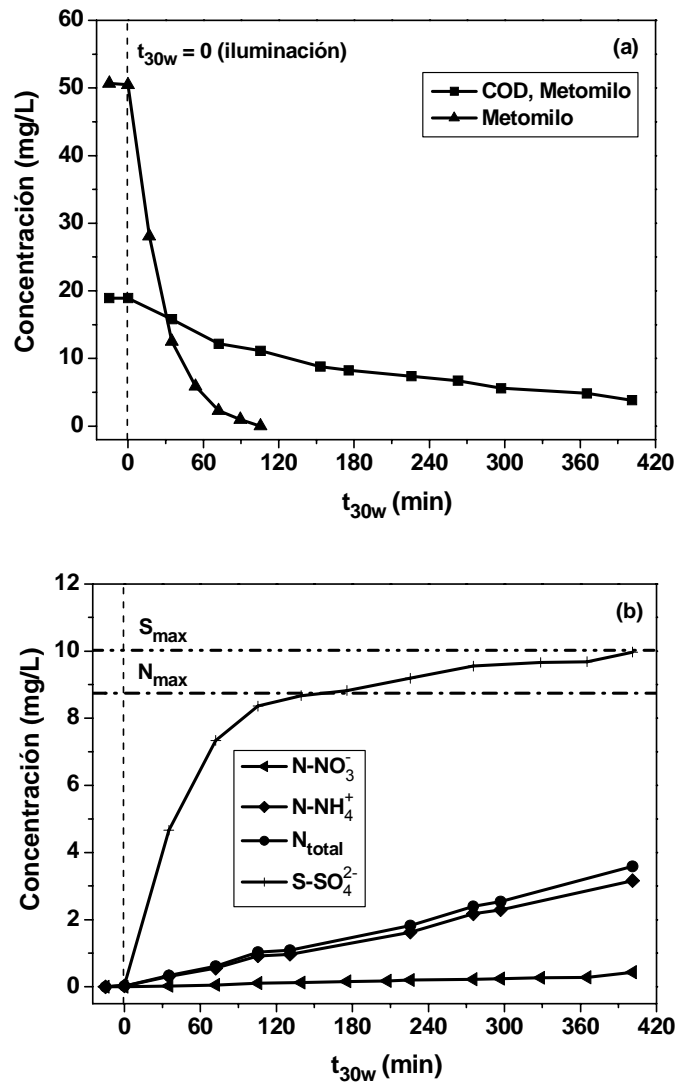 (a)
t30w = 0 (iluminación)
COD, Metomilo
Metomilo
Concentración (mg/L)
60
50
40
30
20
10
0
0 60 120 180 240 300 360 420
t30w (min)
(b)
Smax
Nmax
N-NO3-
N-NH4+
Ntotal
S-SO42-
Concentración (mg/L)
12
10
8
6
4
2
0
0 60 120 180 240 300 360 420
t30w (min)